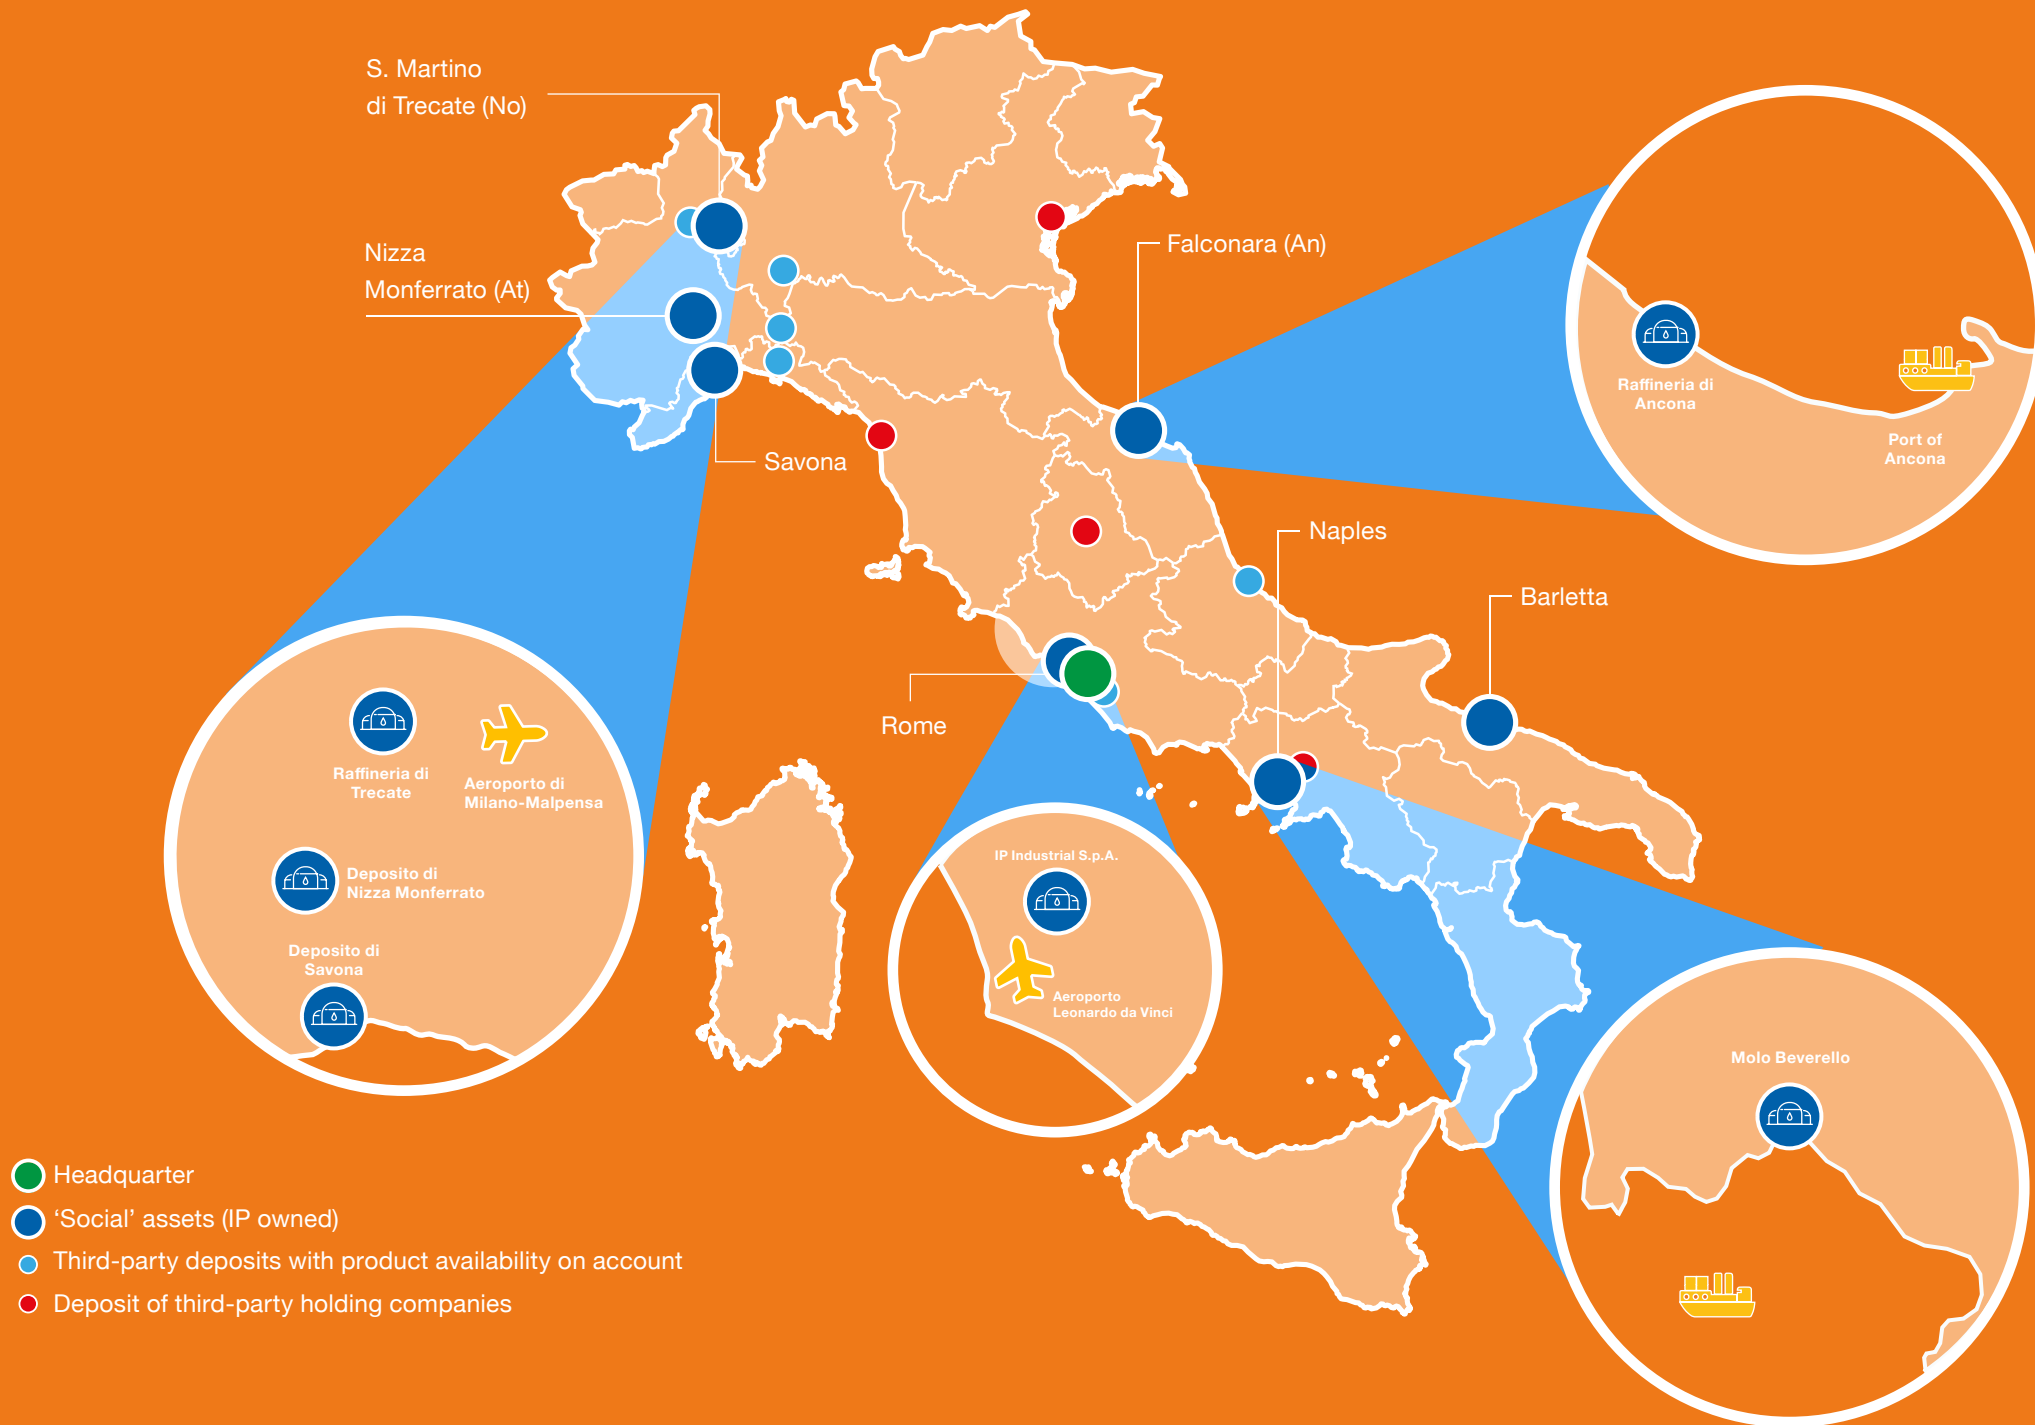 S. Martino
di Trecate (No)
Nizza
Monferrato (At)
Falconara (An)
Savona
Naples
Barletta
Rome
Raffineria di
Ancona
Port of
Ancona
Raffineria di
Trecate
Aeroporto di
Milano-Malpensa
Deposito di
Nizza Monferrato
Deposito di
Savona
IP Industrial S.p.A.
Aeroporto
Leonardo da Vinci
Molo Beverello
Headquarter
‘Social’ assets (IP owned)
Third-party deposits with product availability on account
Deposit of third-party holding companies